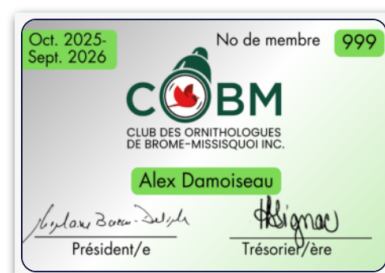 Oct. 2025-
Sept. 2026
No de membre 999
COBM
CLUB DES ORNITHOLOGUES
DE BROME-MISSISQUOI INC.
Alex Damoiseau
Président/e
Trésorier/ère